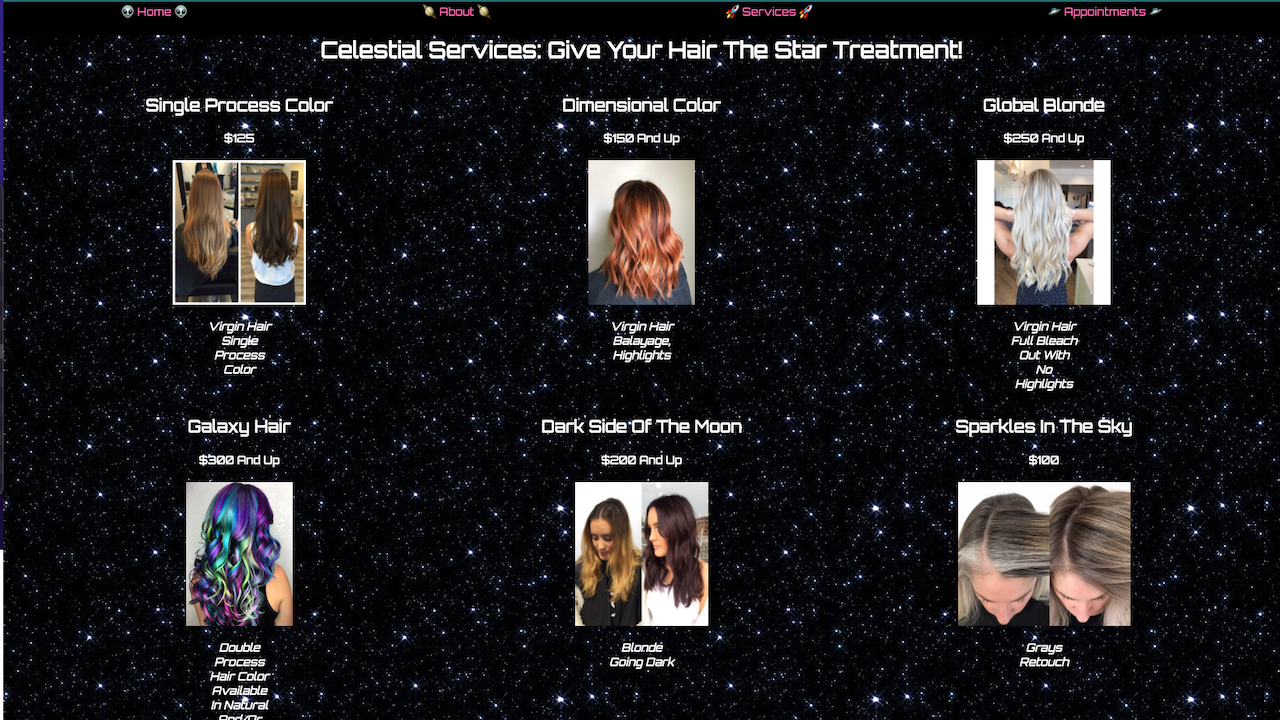 👽 Home 👽
🪐 About 🪐
🚀 Services 🚀
🛸 Appointments 🛸
Celestial Services: Give Your Hair The Star Treatment!
Single Process Color
Dimensional Color
Global Blonde
$125
$150 And Up
$250 And Up
Virgin Hair
Single
Process
Color
Virgin Hair
Balayage,
Highlights
Virgin Hair
Full Bleach
Out With
No
Highlights
Galaxy Hair
Dark Side Of The Moon
Sparkles In The Sky
$300 And Up
$200 And Up
$100
Double
Process
Hair Color
Available
In Natural
And/Or
Blonde
Going Dark
Grays
Retouch